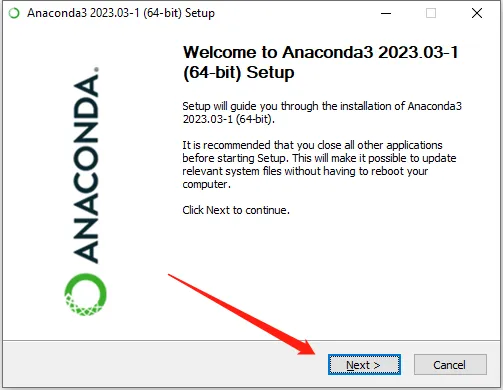 Anaconda3 2023.03-1 (64-bit) Setup
Welcome to Anaconda3 2023.03-1
(64-bit) Setup
Setup will guide you through the installation of Anaconda3
2023.03-1 (64-bit).
It is recommended that you close all other applications
before starting Setup. This will make it possible to update
relevant system files without having to reboot your
computer.
Click Next to continue.
ANACONDA.
Next >
Cancel